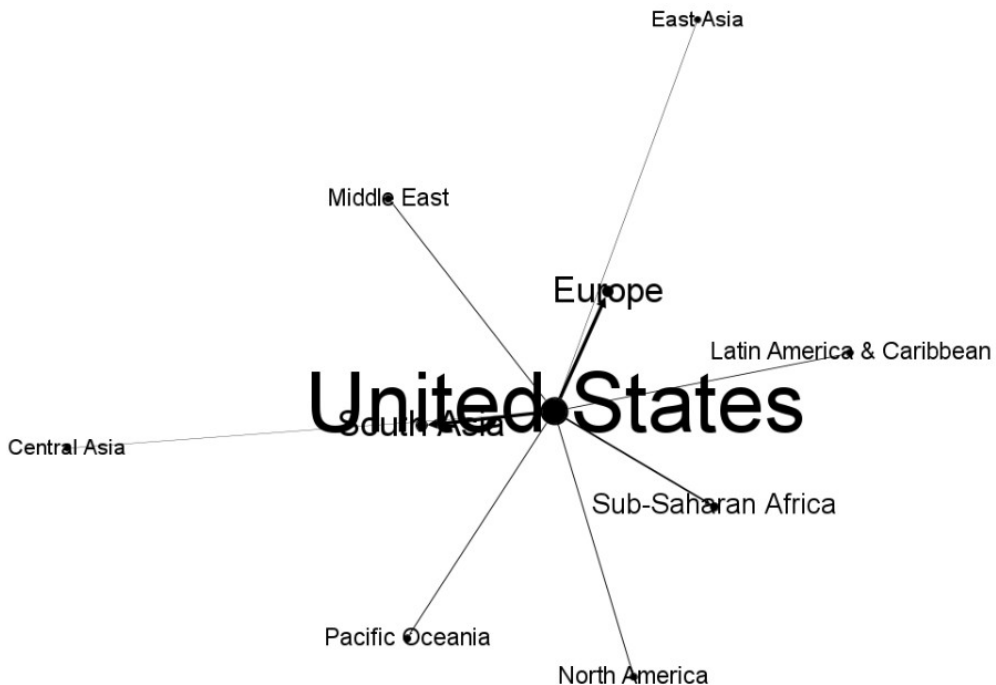 East Asia
Middle East
Europe
Latin America & Caribbean
United States
South Asia
Central Asia
Sub-Saharan Africa
Pacific Oceania
North America